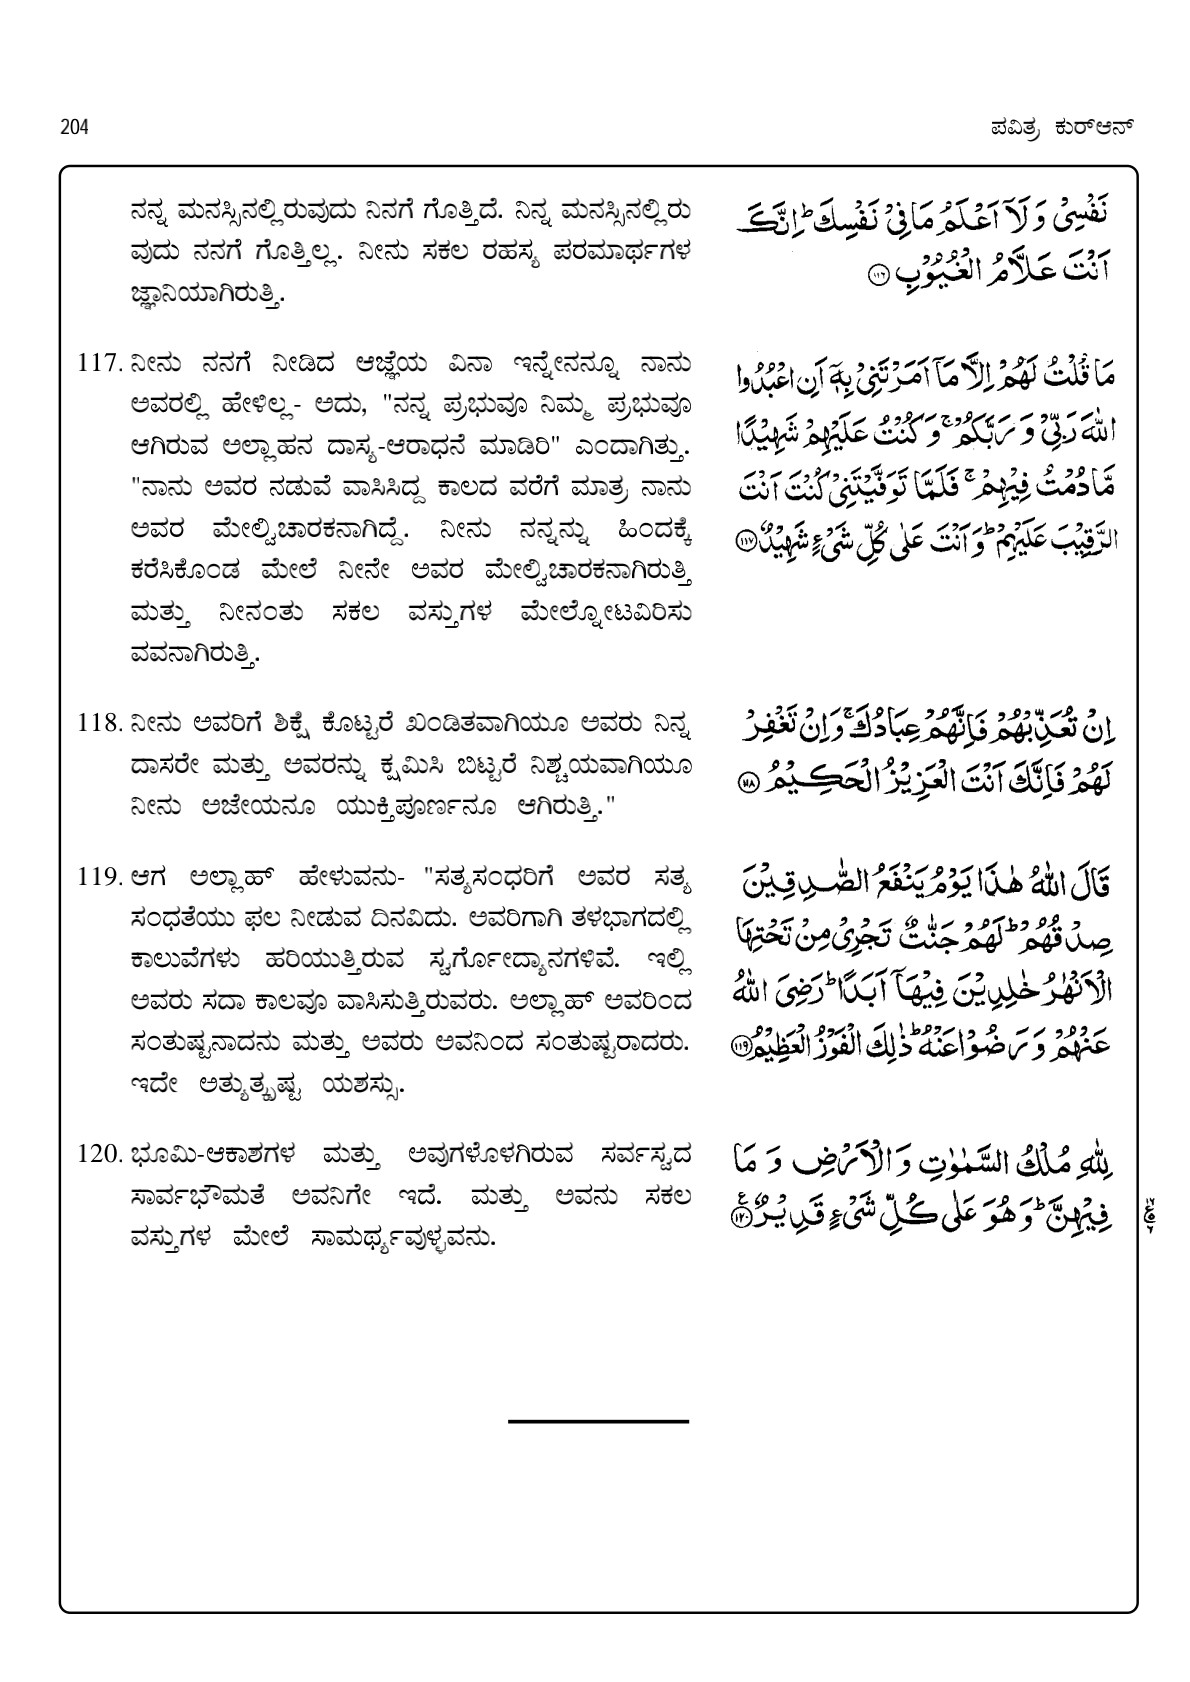 204
ಪವಿತ್ರ ಕುರ್‌ಆನ್
ನನ್ನ ಮನಸ್ಸಿನಲ್ಲಿರುವುದು ನಿನಗೆ ಗೊತ್ತಿದೆ. ನಿನ್ನ ಮನಸ್ಸಿನಲ್ಲಿರು
ವುದು ನನಗೆ ಗೊತ್ತಿಲ್ಲ. ನೀನು ಸಕಲ ರಹಸ್ಯ ಪರಮಾರ್ಥಗಳ
ಜ್ಞಾನಿಯಾಗಿರುತ್ತಿ.
نَفْسِيْ وَلَآ اَعْلَمُ مَا فِيْ نَفْسِكَ ؕ اِنَّكَ
اَنْتَ عَلَّامُ الْغُيُوْبِ ۝۱۱۶
117. ನೀನು ನನಗೆ ನೀಡಿದ ಆಜ್ಞೆಯ ವಿನಾ ಇನ್ನೇನನ್ನೂ ನಾನು
ಅವರಲ್ಲಿ ಹೇಳಿಲ್ಲ- ಅದು, "ನನ್ನ ಪ್ರಭುವೂ ನಿಮ್ಮ ಪ್ರಭುವೂ
ಆಗಿರುವ ಅಲ್ಲಾಹನ ದಾಸ್ಯ-ಆರಾಧನೆ ಮಾಡಿರಿ" ಎಂದಾಗಿತ್ತು.
"ನಾನು ಅವರ ನಡುವೆ ವಾಸಿಸಿದ್ದ ಕಾಲದ ವರೆಗೆ ಮಾತ್ರ ನಾನು
ಅವರ ಮೇಲ್ವಿಚಾರಕನಾಗಿದ್ದೆ. ನೀನು ನನ್ನನ್ನು ಹಿಂದಕ್ಕೆ
ಕರೆಸಿಕೊಂಡ ಮೇಲೆ ನೀನೇ ಅವರ ಮೇಲ್ವಿಚಾರಕನಾಗಿರುತ್ತಿ
ಮತ್ತು ನೀನಂತು ಸಕಲ ವಸ್ತುಗಳ ಮೇಲ್ನೋಟವಿರಿಸು
ವವನಾಗಿರುತ್ತಿ.
مَا قُلْتُ لَهُمْ اِلَّا مَآ اَمَرْتَنِيْ بِهٖٓ اَنِ اعْبُدُوا
اللّٰهَ رَبِّيْ وَرَبَّكُمْ ۚ وَكُنْتُ عَلَيْهِمْ شَهِيْدًا
مَّا دُمْتُ فِيْهِمْ ۚ فَلَمَّا تَوَفَّيْتَنِيْ كُنْتَ اَنْتَ
الرَّقِيْبَ عَلَيْهِمْ ؕ وَاَنْتَ عَلٰى كُلِّ شَيْءٍ شَهِيْدٌ ۝۱۱۷
118. ನೀನು ಅವರಿಗೆ ಶಿಕ್ಷೆ ಕೊಟ್ಟರೆ ಖಂಡಿತವಾಗಿಯೂ ಅವರು ನಿನ್ನ
ದಾಸರೇ ಮತ್ತು ಅವರನ್ನು ಕ್ಷಮಿಸಿ ಬಿಟ್ಟರೆ ನಿಶ್ಚಯವಾಗಿಯೂ
ನೀನು ಅಜೇಯನೂ ಯುಕ್ತಿಪೂರ್ಣನೂ ಆಗಿರುತ್ತಿ."
اِنْ تُعَذِّبْهُمْ فَاِنَّهُمْ عِبَادُكَ ۚ وَاِنْ تَغْفِرْ
لَهُمْ فَاِنَّكَ اَنْتَ الْعَزِيْزُ الْحَكِيْمُ ۝۱۱۸
119. ಆಗ ಅಲ್ಲಾಹ್ ಹೇಳುವನು- "ಸತ್ಯಸಂಧರಿಗೆ ಅವರ ಸತ್ಯ
ಸಂಧತೆಯು ಫಲ ನೀಡುವ ದಿನವಿದು. ಅವರಿಗಾಗಿ ತಳಭಾಗದಲ್ಲಿ
ಕಾಲುವೆಗಳು ಹರಿಯುತ್ತಿರುವ ಸ್ವರ್ಗೋದ್ಯಾನಗಳಿವೆ. ಇಲ್ಲಿ
ಅವರು ಸದಾ ಕಾಲವೂ ವಾಸಿಸುತ್ತಿರುವರು. ಅಲ್ಲಾಹ್ ಅವರಿಂದ
ಸಂತುಷ್ಟನಾದನು ಮತ್ತು ಅವರು ಅವನಿಂದ ಸಂತುಷ್ಟರಾದರು.
ಇದೇ ಅತ್ಯುತ್ಕೃಷ್ಟ ಯಶಸ್ಸು.
قَالَ اللّٰهُ هٰذَا يَوْمُ يَنْفَعُ الصّٰدِقِيْنَ
صِدْقُهُمْ ؕ لَهُمْ جَنّٰتٌ تَجْرِيْ مِنْ تَحْتِهَا
الْاَنْهٰرُ خٰلِدِيْنَ فِيْهَآ اَبَدًا ؕ رَضِيَ اللّٰهُ
عَنْهُمْ وَرَضُوْا عَنْهُ ؕ ذٰلِكَ الْفَوْزُ الْعَظِيْمُ ۝۱۱۹
120. ಭೂಮಿ-ಆಕಾಶಗಳ ಮತ್ತು ಅವುಗಳೊಳಗಿರುವ ಸರ್ವಸ್ವದ
ಸಾರ್ವಭೌಮತೆ ಅವನಿಗೇ ಇದೆ. ಮತ್ತು ಅವನು ಸಕಲ
ವಸ್ತುಗಳ ಮೇಲೆ ಸಾಮರ್ಥ್ಯವುಳ್ಳವನು.
لِلّٰهِ مُلْكُ السَّمٰوٰتِ وَالْاَرْضِ وَمَا
فِيْهِنَّ ؕ وَهُوَ عَلٰى كُلِّ شَيْءٍ قَدِيْرٌ ۝۱۲۰